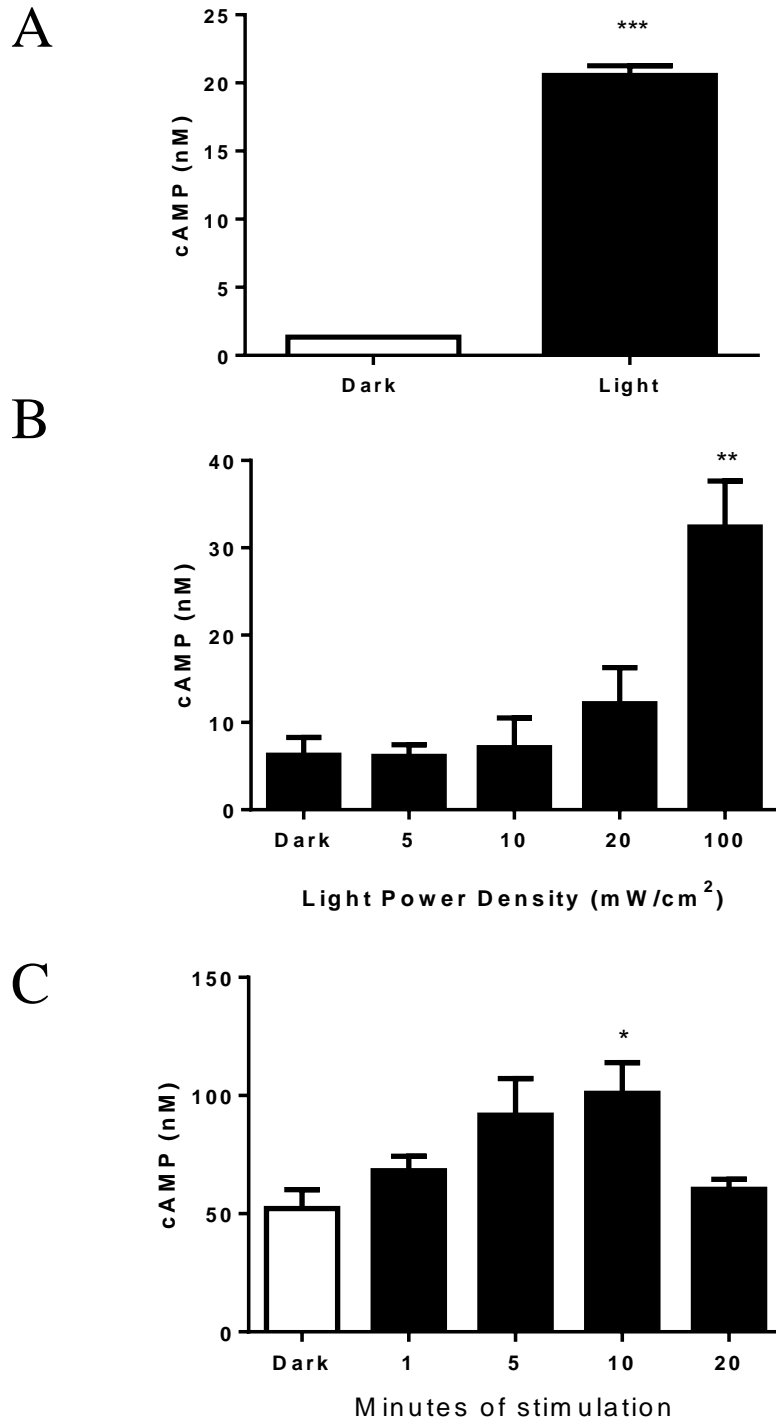 A
25
20
15
10
5
0
cAMP (nM)
***
Dark Light
B
40
30
20
10
0
cAMP (nM)
**
Dark 5 10 20 100
Light Power Density (mW/cm²)
C
150
100
50
0
cAMP (nM)
*
Dark 1 5 10 20
Minutes of stimulation